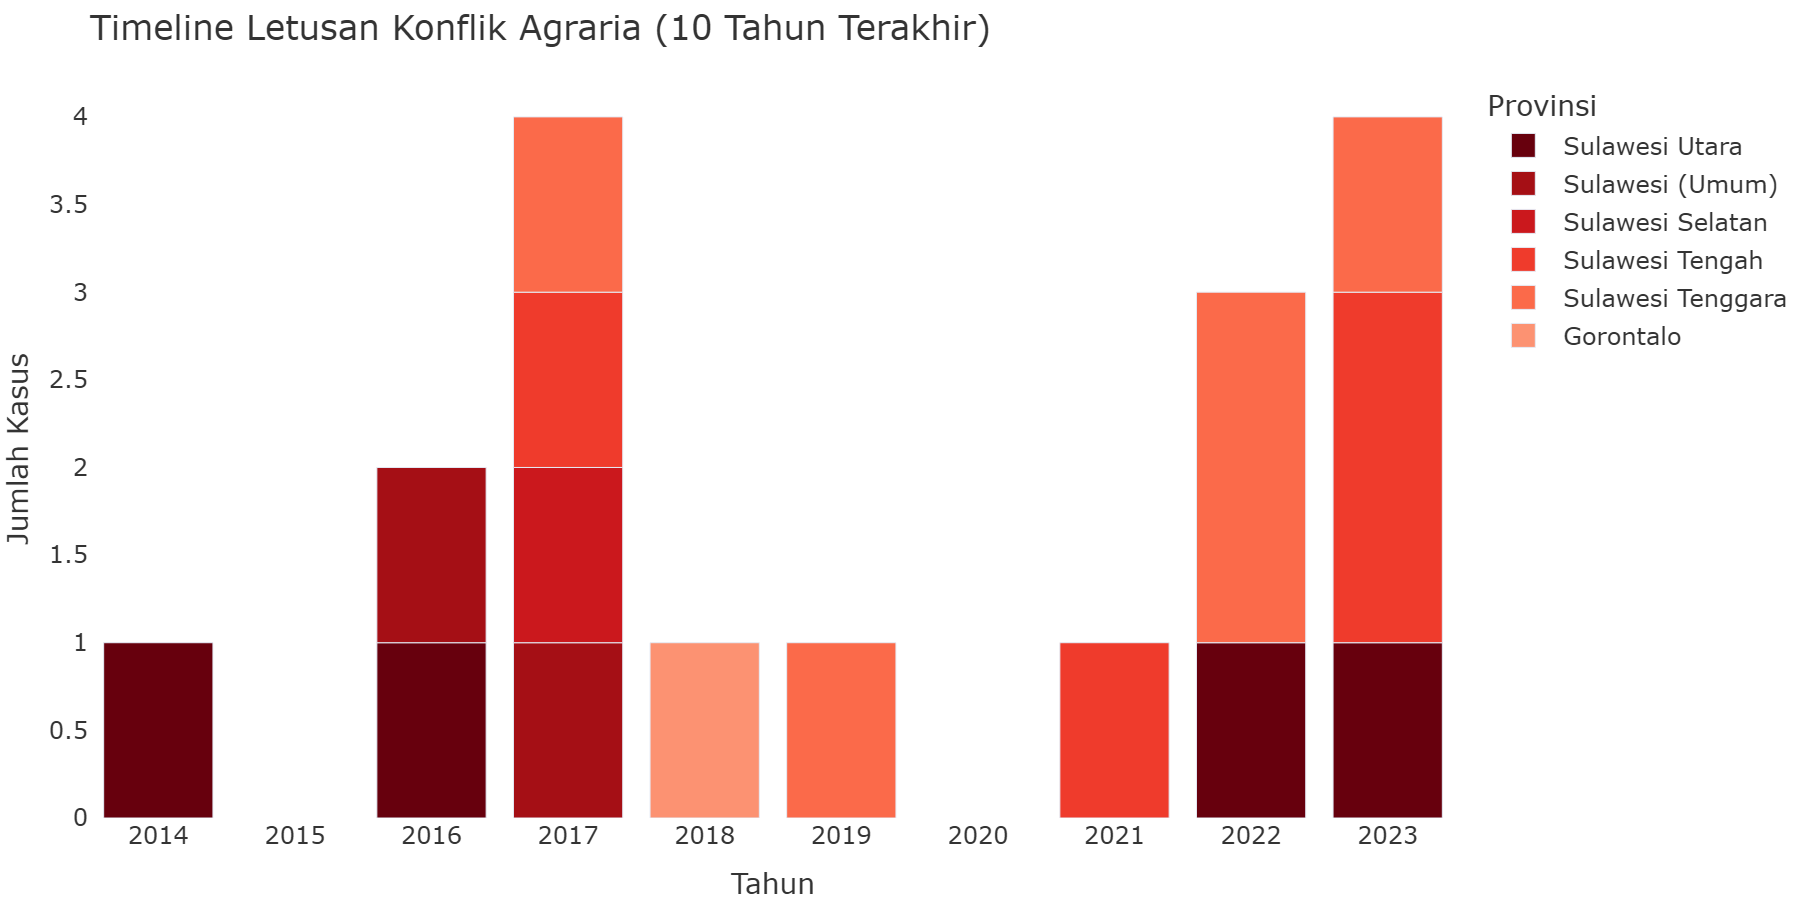 Timeline Letusan Konflik Agraria (10 Tahun Terakhir)
Jumlah Kasus
4
3.5
3
2.5
2
1.5
1
0.5
0
2014
2015
2016
2017
2018
2019
2020
2021
2022
2023
Tahun
Provinsi
Sulawesi Utara
Sulawesi (Umum)
Sulawesi Selatan
Sulawesi Tengah
Sulawesi Tenggara
Gorontalo